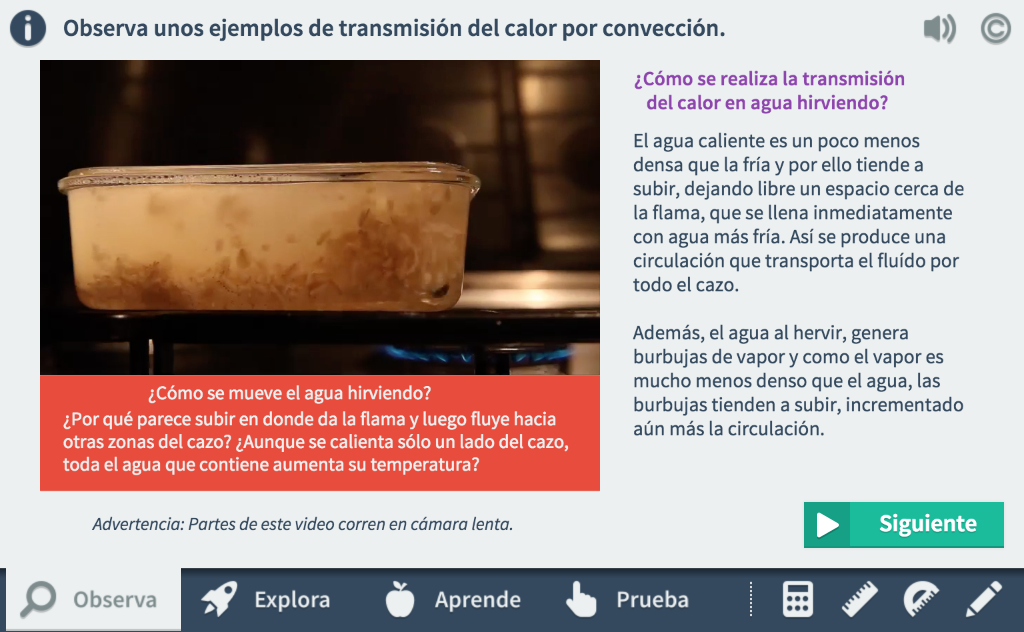 Observa unos ejemplos de transmisión del calor por convección.
¿Cómo se realiza la transmisión
del calor en agua hirviendo?
El agua caliente es un poco menos
densa que la fría y por ello tiende a
subir, dejando libre un espacio cerca de
la flama, que se llena inmediatamente
con agua más fría. Así se produce una
circulación que transporta el fluído por
todo el cazo.
Además, el agua al hervir, genera
burbujas de vapor y como el vapor es
mucho menos denso que el agua, las
burbujas tienden a subir, incrementado
aún más la circulación.
¿Cómo se mueve el agua hirviendo?
¿Por qué parece subir en donde da la flama y luego fluye hacia
otras zonas del cazo? ¿Aunque se calienta sólo un lado del cazo,
toda el agua que contiene aumenta su temperatura?
Advertencia: Partes de este video corren en cámara lenta.
Siguiente
Observa
Explora
Aprende
Prueba